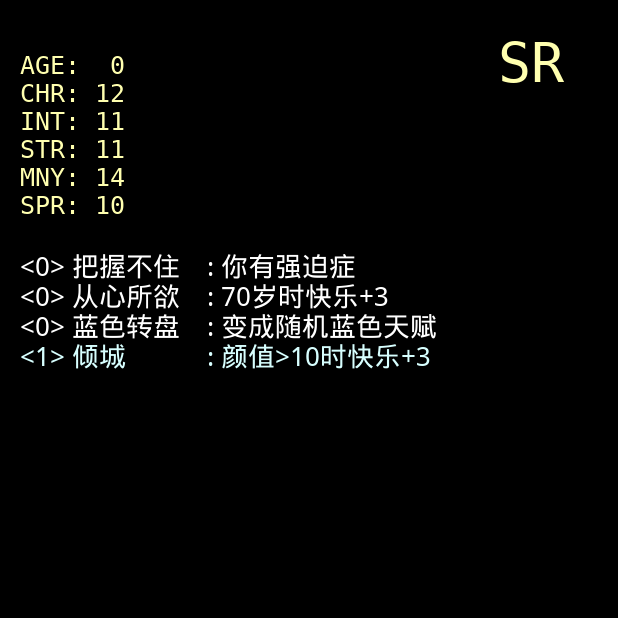 SR
AGE: 0
CHR: 12
INT: 11
STR: 11
MNY: 14
SPR: 10
<0> 把握不住 : 你有强迫症
<0> 从心所欲 : 70岁时快乐+3
<0> 蓝色转盘 : 变成随机蓝色天赋
<1> 倾城 : 颜值>10时快乐+3